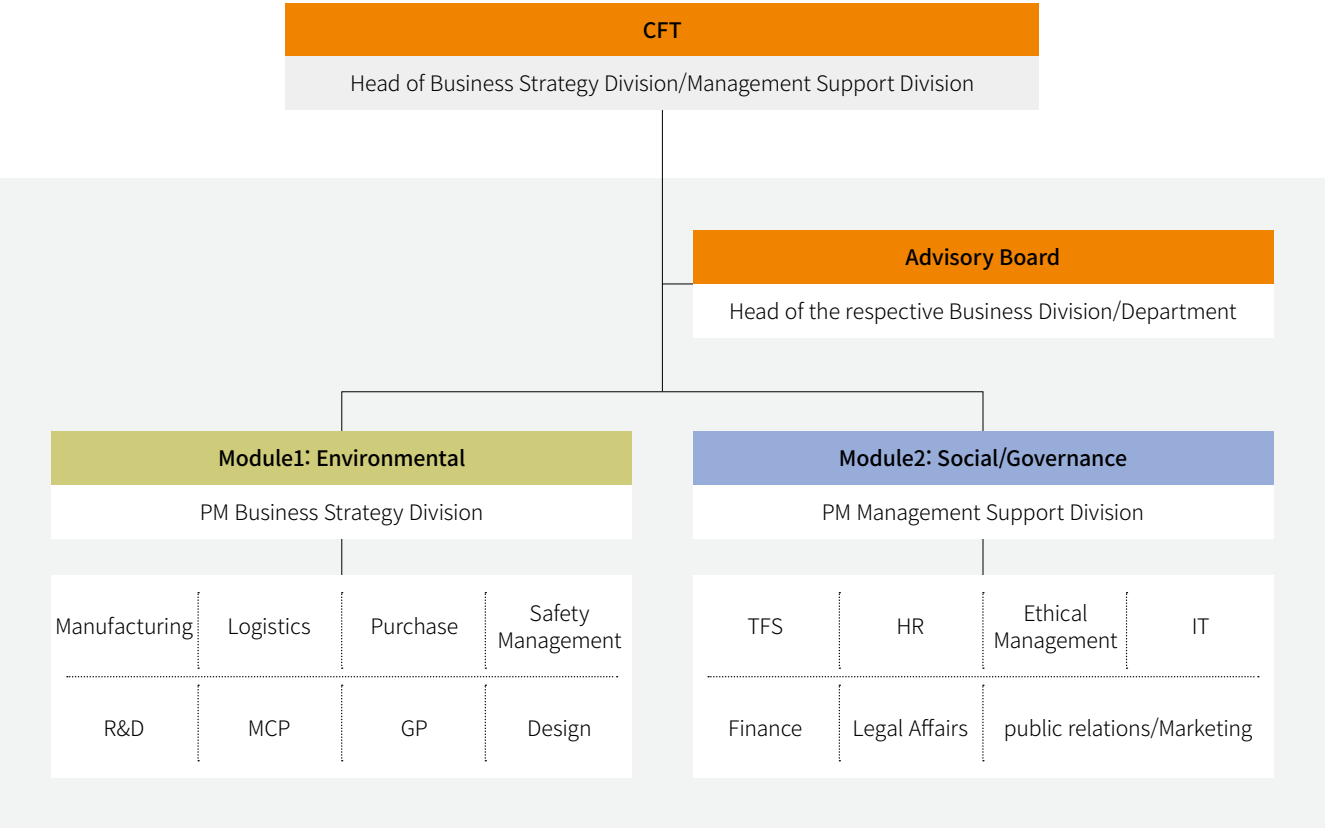 CFT
Head of Business Strategy Division/Management Support Division
Advisory Board
Head of the respective Business Division/Department
Module1: Environmental
PM Business Strategy Division
Manufacturing
Logistics
Purchase
Safety
Management
R&D
MCP
GP
Design
Module2: Social/Governance
PM Management Support Division
TFS
HR
Ethical
Management
IT
Finance
Legal Affairs
public relations/Marketing